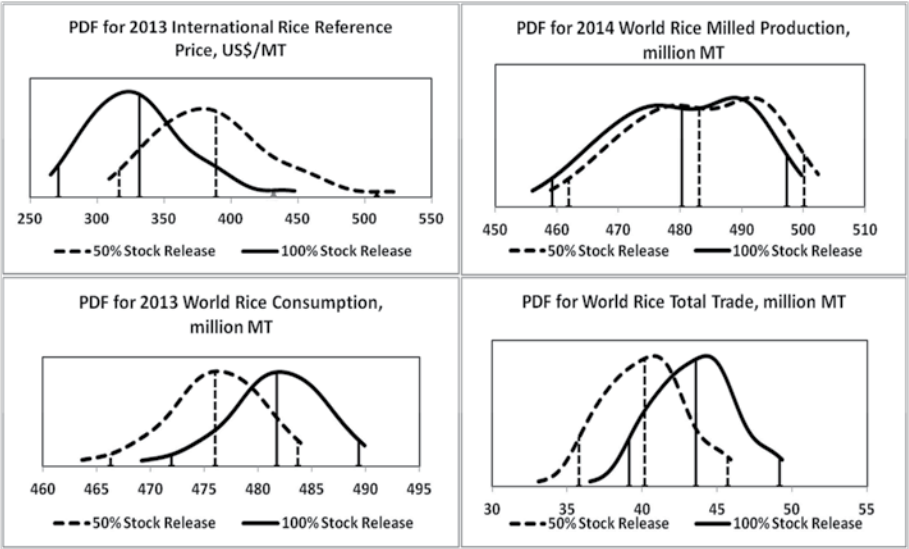 PDF for 2013 International Rice Reference
Price, US$/MT
250 300 350 400 450 500 550
50% Stock Release 100% Stock Release
PDF for 2014 World Rice Milled Production,
million MT
450 460 470 480 490 500 510
50% Stock Release 100% Stock Release
PDF for 2013 World Rice Consumption,
million MT
460 465 470 475 480 485 490 495
50% Stock Release 100% Stock Release
PDF for World Rice Total Trade, million MT
30 35 40 45 50 55
50% Stock Release 100% Stock Release